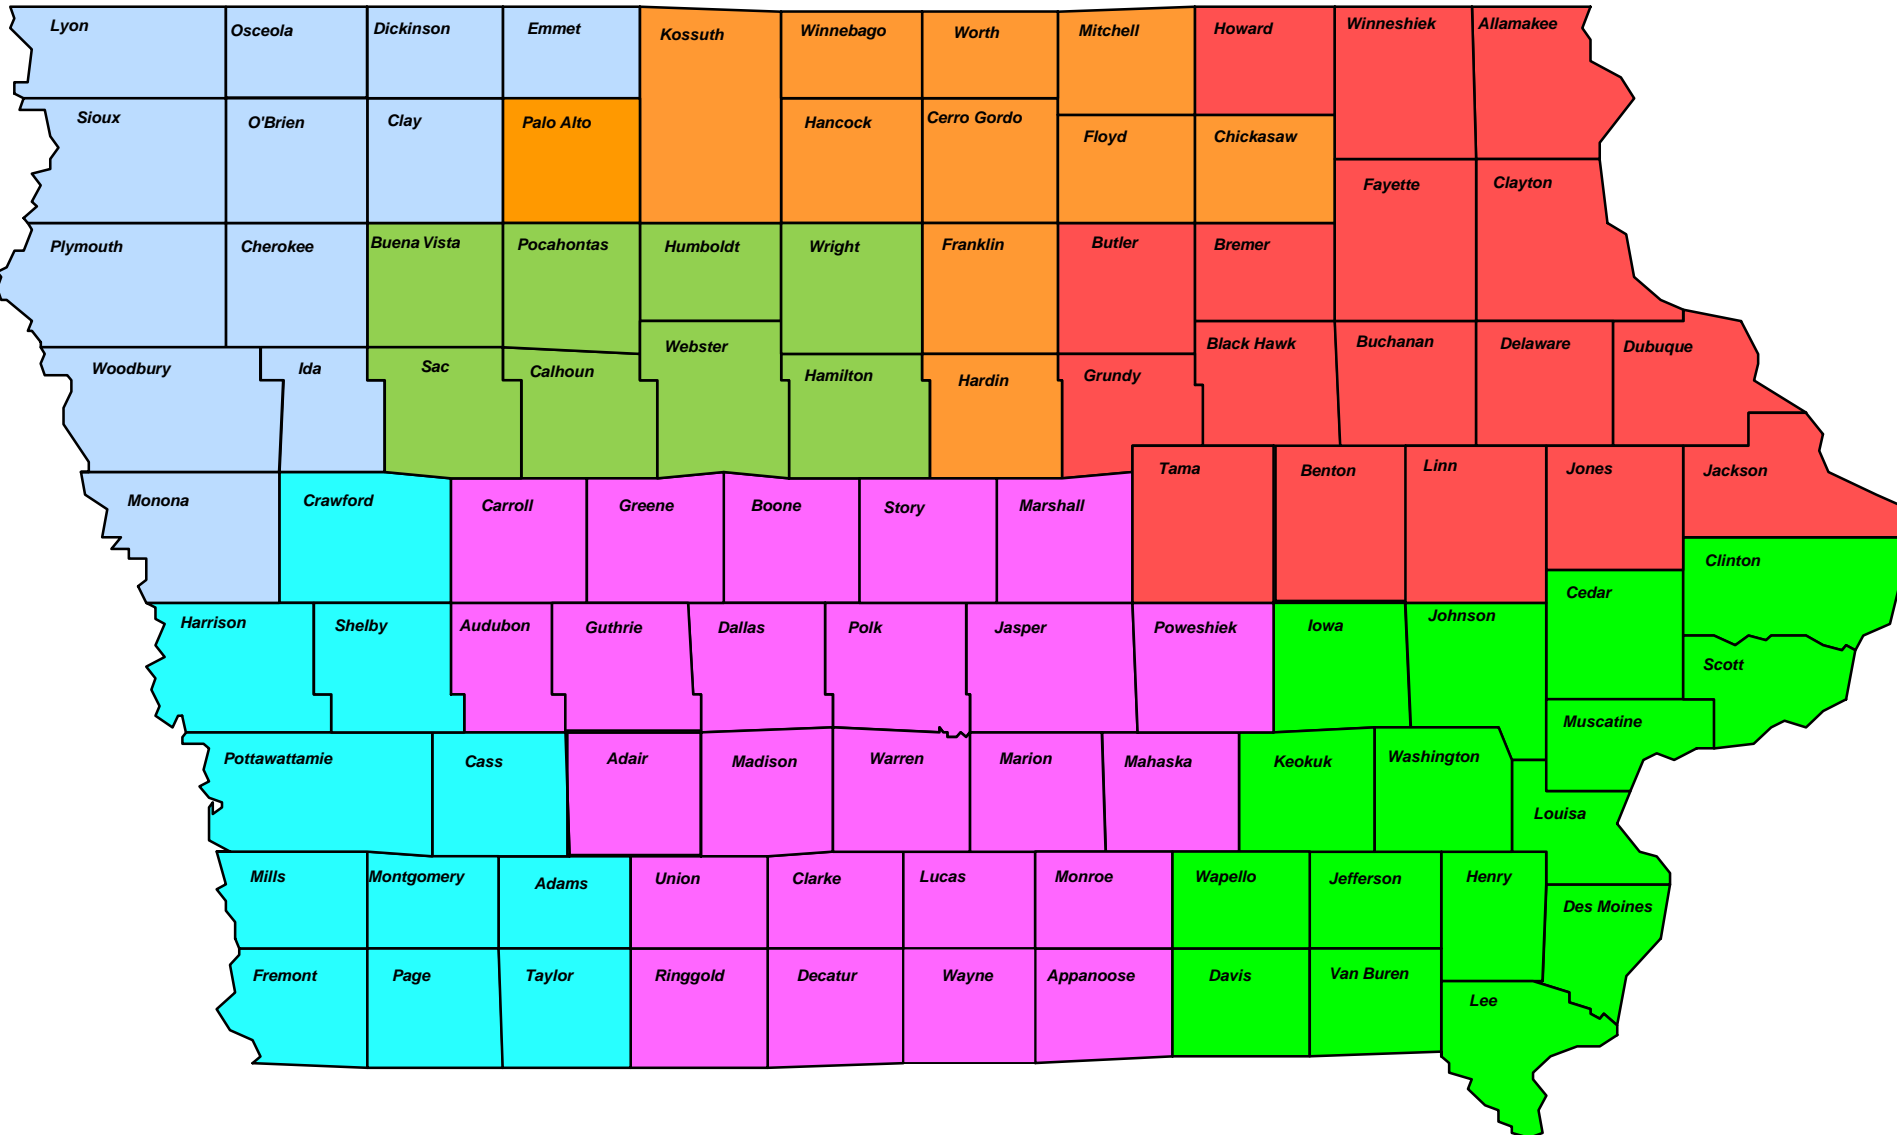 Lyon
Osceola
Dickinson
Emmet
Kossuth
Winnebago
Worth
Mitchell
Howard
Winneshiek
Allamakee
Sioux
O'Brien
Clay
Palo Alto
Hancock
Cerro Gordo
Floyd
Chickasaw
Fayette
Clayton
Plymouth
Cherokee
Buena Vista
Pocahontas
Humboldt
Wright
Franklin
Butler
Bremer
Woodbury
Ida
Sac
Calhoun
Webster
Hamilton
Hardin
Grundy
Black Hawk
Buchanan
Delaware
Dubuque
Monona
Crawford
Carroll
Greene
Boone
Story
Marshall
Tama
Benton
Linn
Jones
Jackson
Clinton
Cedar
Harrison
Shelby
Audubon
Guthrie
Dallas
Polk
Jasper
Poweshiek
Iowa
Johnson
Scott
Muscatine
Pottawattamie
Cass
Adair
Madison
Warren
Marion
Mahaska
Keokuk
Washington
Louisa
Mills
Montgomery
Adams
Union
Clarke
Lucas
Monroe
Wapello
Jefferson
Henry
Des Moines
Fremont
Page
Taylor
Ringgold
Decatur
Wayne
Appanoose
Davis
Van Buren
Lee